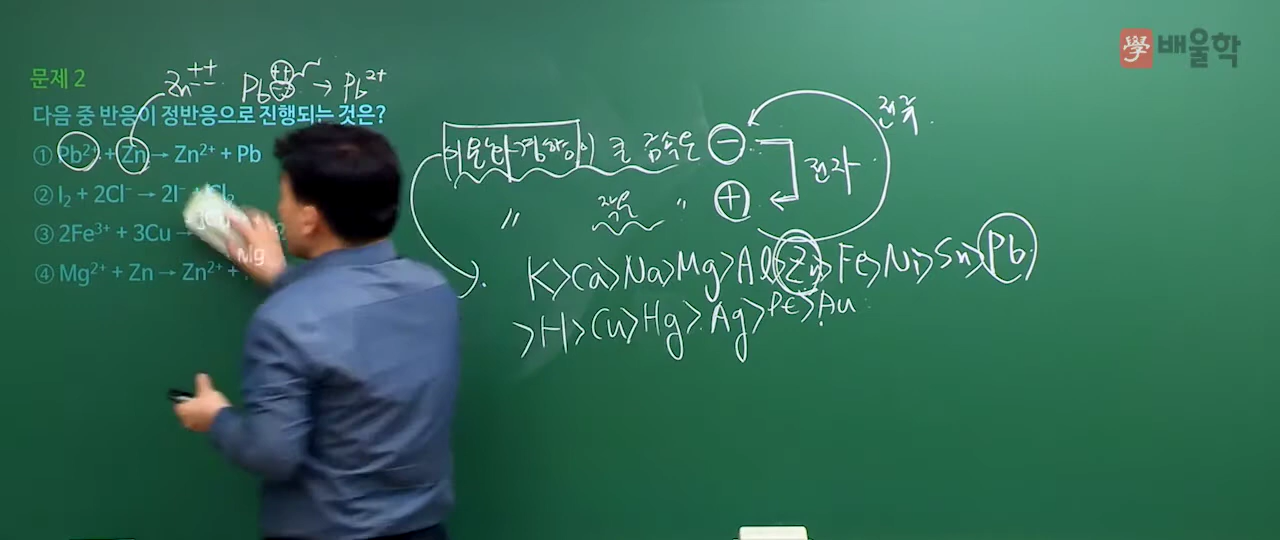 學 배울학
문제 2
Zn++ Pb → Pb2+
다음 중 반응이 정반응으로 진행되는 것은?
① Pb2+ + Zn → Zn2+ + Pb
② I2 + 2Cl− → 2I− + Cl2
③ 2Fe3+ + 3Cu →
④ Mg2+ + Zn → Zn2+ +
Mg
이온화경향이 큰 금속은 −
〃 작은 〃 +
전자
전류
K>Ca>Na>Mg>Al>Zn>Fe>Ni>Sn>Pb
>H>Cu>Hg>Ag>Pt>Au